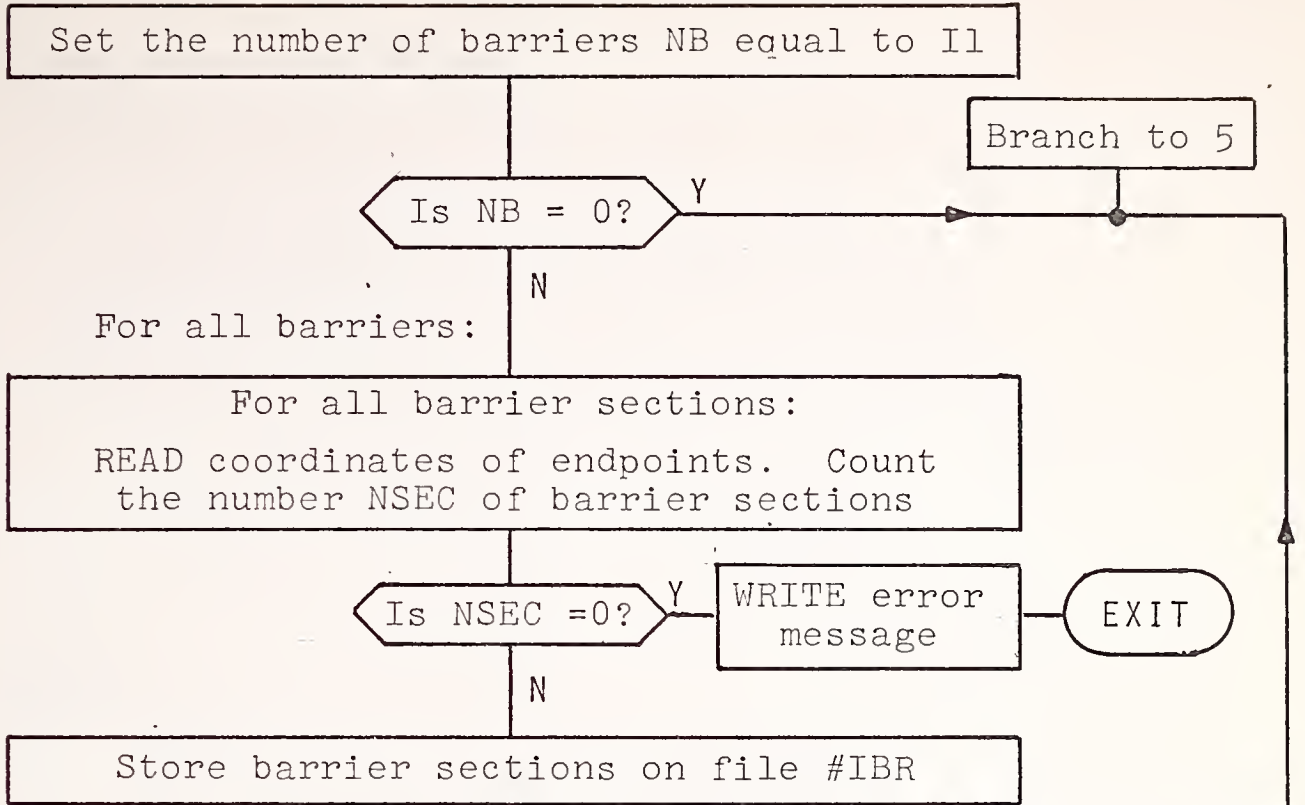 Set the number of barriers NB equal to I1
Branch to 5
Is NB = 0?
Y
N
For all barriers:
For all barrier sections:
READ coordinates of endpoints. Count
the number NSEC of barrier sections
Is NSEC =0?
Y
WRITE error
message
EXIT
N
Store barrier sections on file #IBR